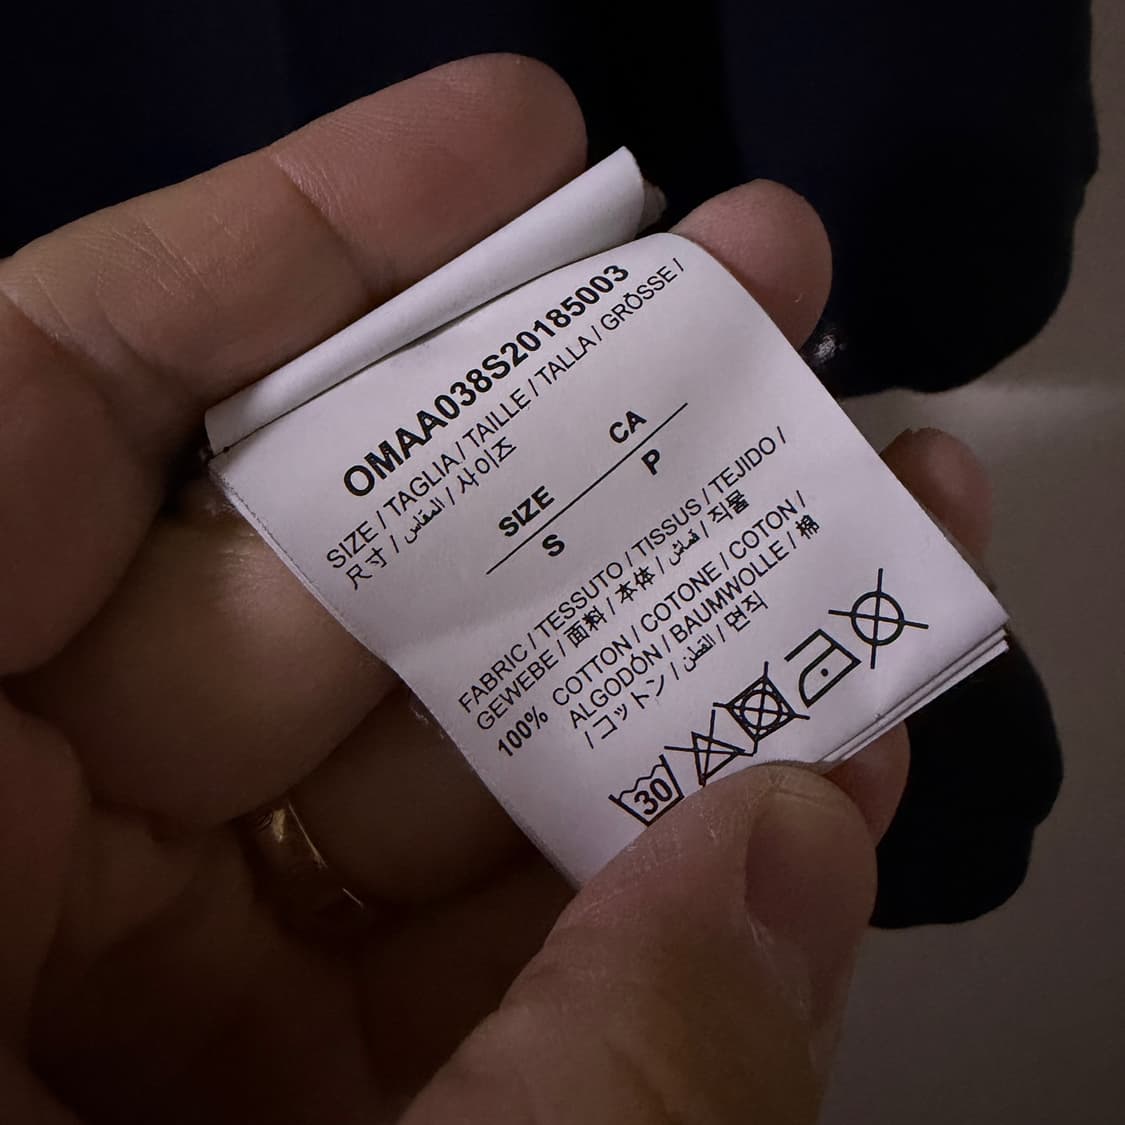 OMAA038S20185003
SIZE / TAGLIA / TAILLE / TALLA / GRÖSSE /
尺寸 / المقاس / 사이즈
SIZE CA
S P
FABRIC / TESSUTO / TISSUS / TEJIDO /
GEWEBE / 面料 / 本体 / قماش / 직물
100% COTTON / COTONE / COTON /
ALGODÓN / BAUMWOLLE / 棉
/ コットン / القطن / 면직
30